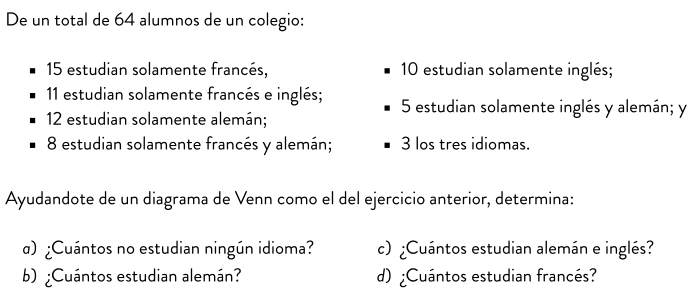 De un total de 64 alumnos de un colegio:
▪ 15 estudian solamente francés,
▪ 11 estudian solamente francés e inglés;
▪ 12 estudian solamente alemán;
▪ 8 estudian solamente francés y alemán;
▪ 10 estudian solamente inglés;
▪ 5 estudian solamente inglés y alemán; y
▪ 3 los tres idiomas.
Ayudandote de un diagrama de Venn como el del ejercicio anterior, determina:
a) ¿Cuántos no estudian ningún idioma?
b) ¿Cuántos estudian alemán?
c) ¿Cuántos estudian alemán e inglés?
d) ¿Cuántos estudian francés?